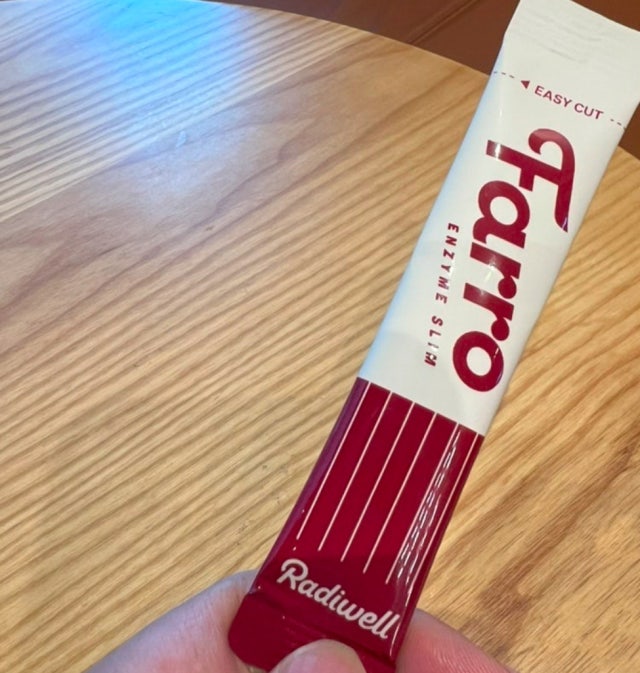 EASY CUT
Farro
ENZYME SLIM
Radiwell